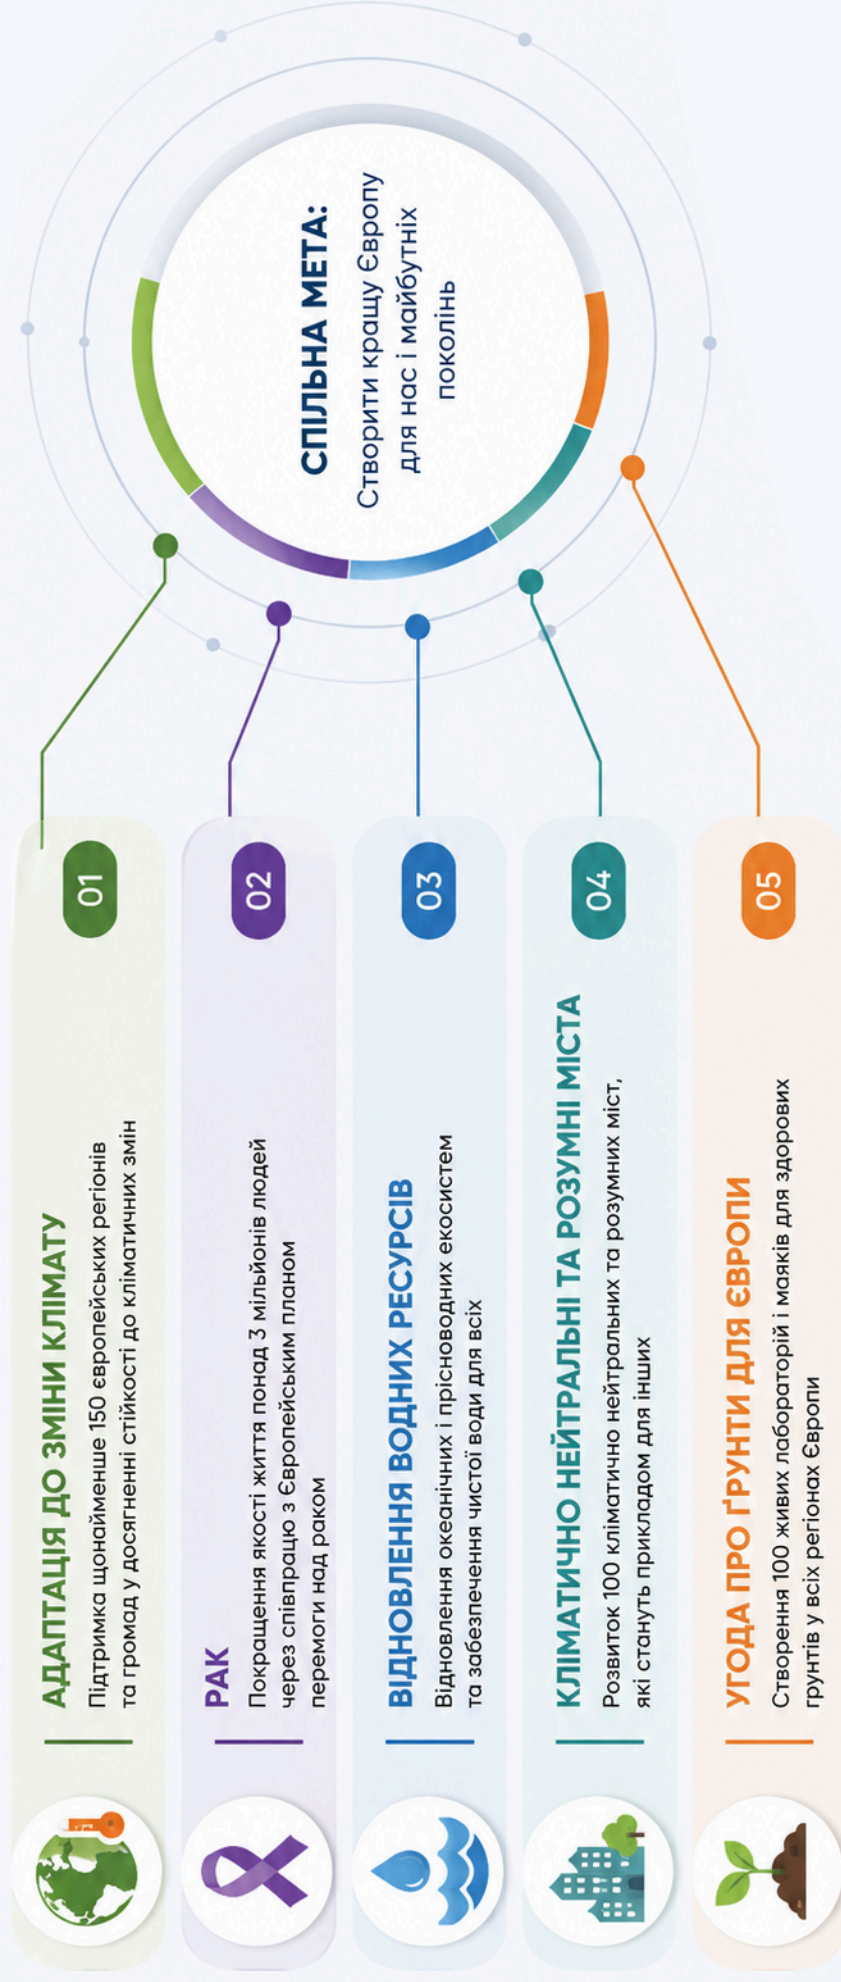 АДАПТАЦІЯ ДО ЗМІНИ КЛІМАТУ
Підтримка щонайменше 150 європейських регіонів
та громад у досягненні стійкості до кліматичних змін
01
РАК
Покращення якості життя понад 3 мільйонів людей
через співпрацю з Європейським планом
перемоги над раком
02
ВІДНОВЛЕННЯ ВОДНИХ РЕСУРСІВ
Відновлення океанічних і прісноводних екосистем
та забезпечення чистої води для всіх
03
КЛІМАТИЧНО НЕЙТРАЛЬНІ ТА РОЗУМНІ МІСТА
Розвиток 100 кліматично нейтральних та розумних міст,
які стануть прикладом для інших
04
УГОДА ПРО ҐРУНТИ ДЛЯ ЄВРОПИ
Створення 100 живих лабораторій і маяків для здорових
ґрунтів у всіх регіонах Європи
05
СПІЛЬНА МЕТА:
Створити кращу Європу
для нас і майбутніх
поколінь